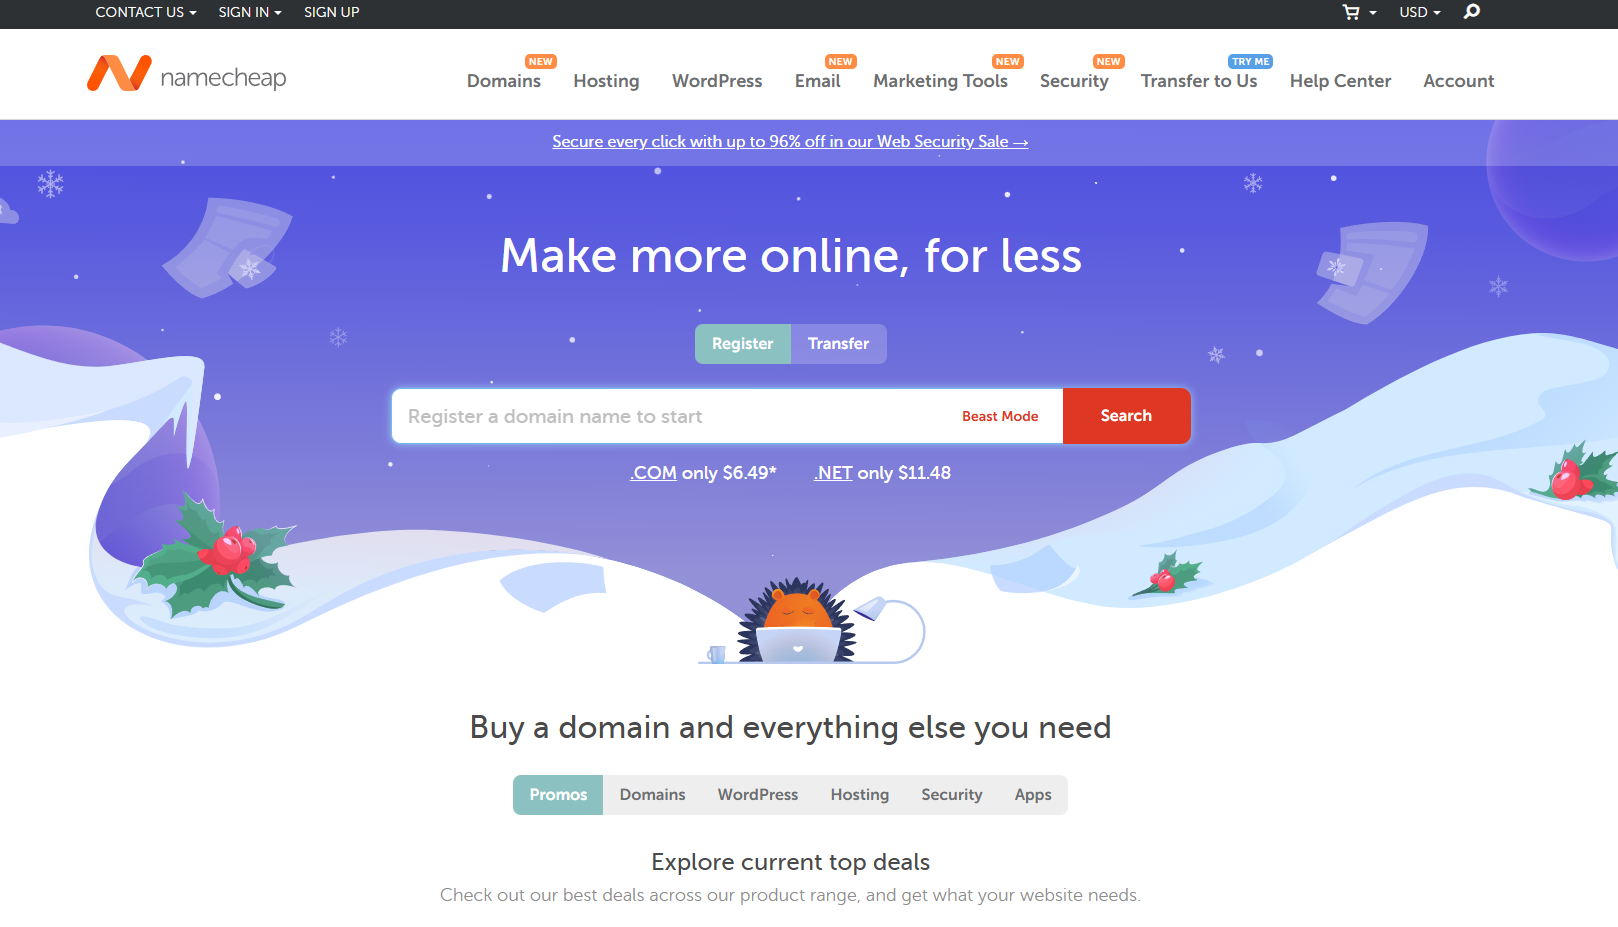 CONTACT US SIGN IN SIGN UP USD
namecheap
NEW NEW NEW NEW TRY ME
Domains Hosting WordPress Email Marketing Tools Security Transfer to Us Help Center Account
Secure every click with up to 96% off in our Web Security Sale →
Make more online, for less
Register Transfer
Register a domain name to start Beast Mode Search
.COM only $6.49* .NET only $11.48
Buy a domain and everything else you need
Promos Domains WordPress Hosting Security Apps
Explore current top deals
Check out our best deals across our product range, and get what your website needs.